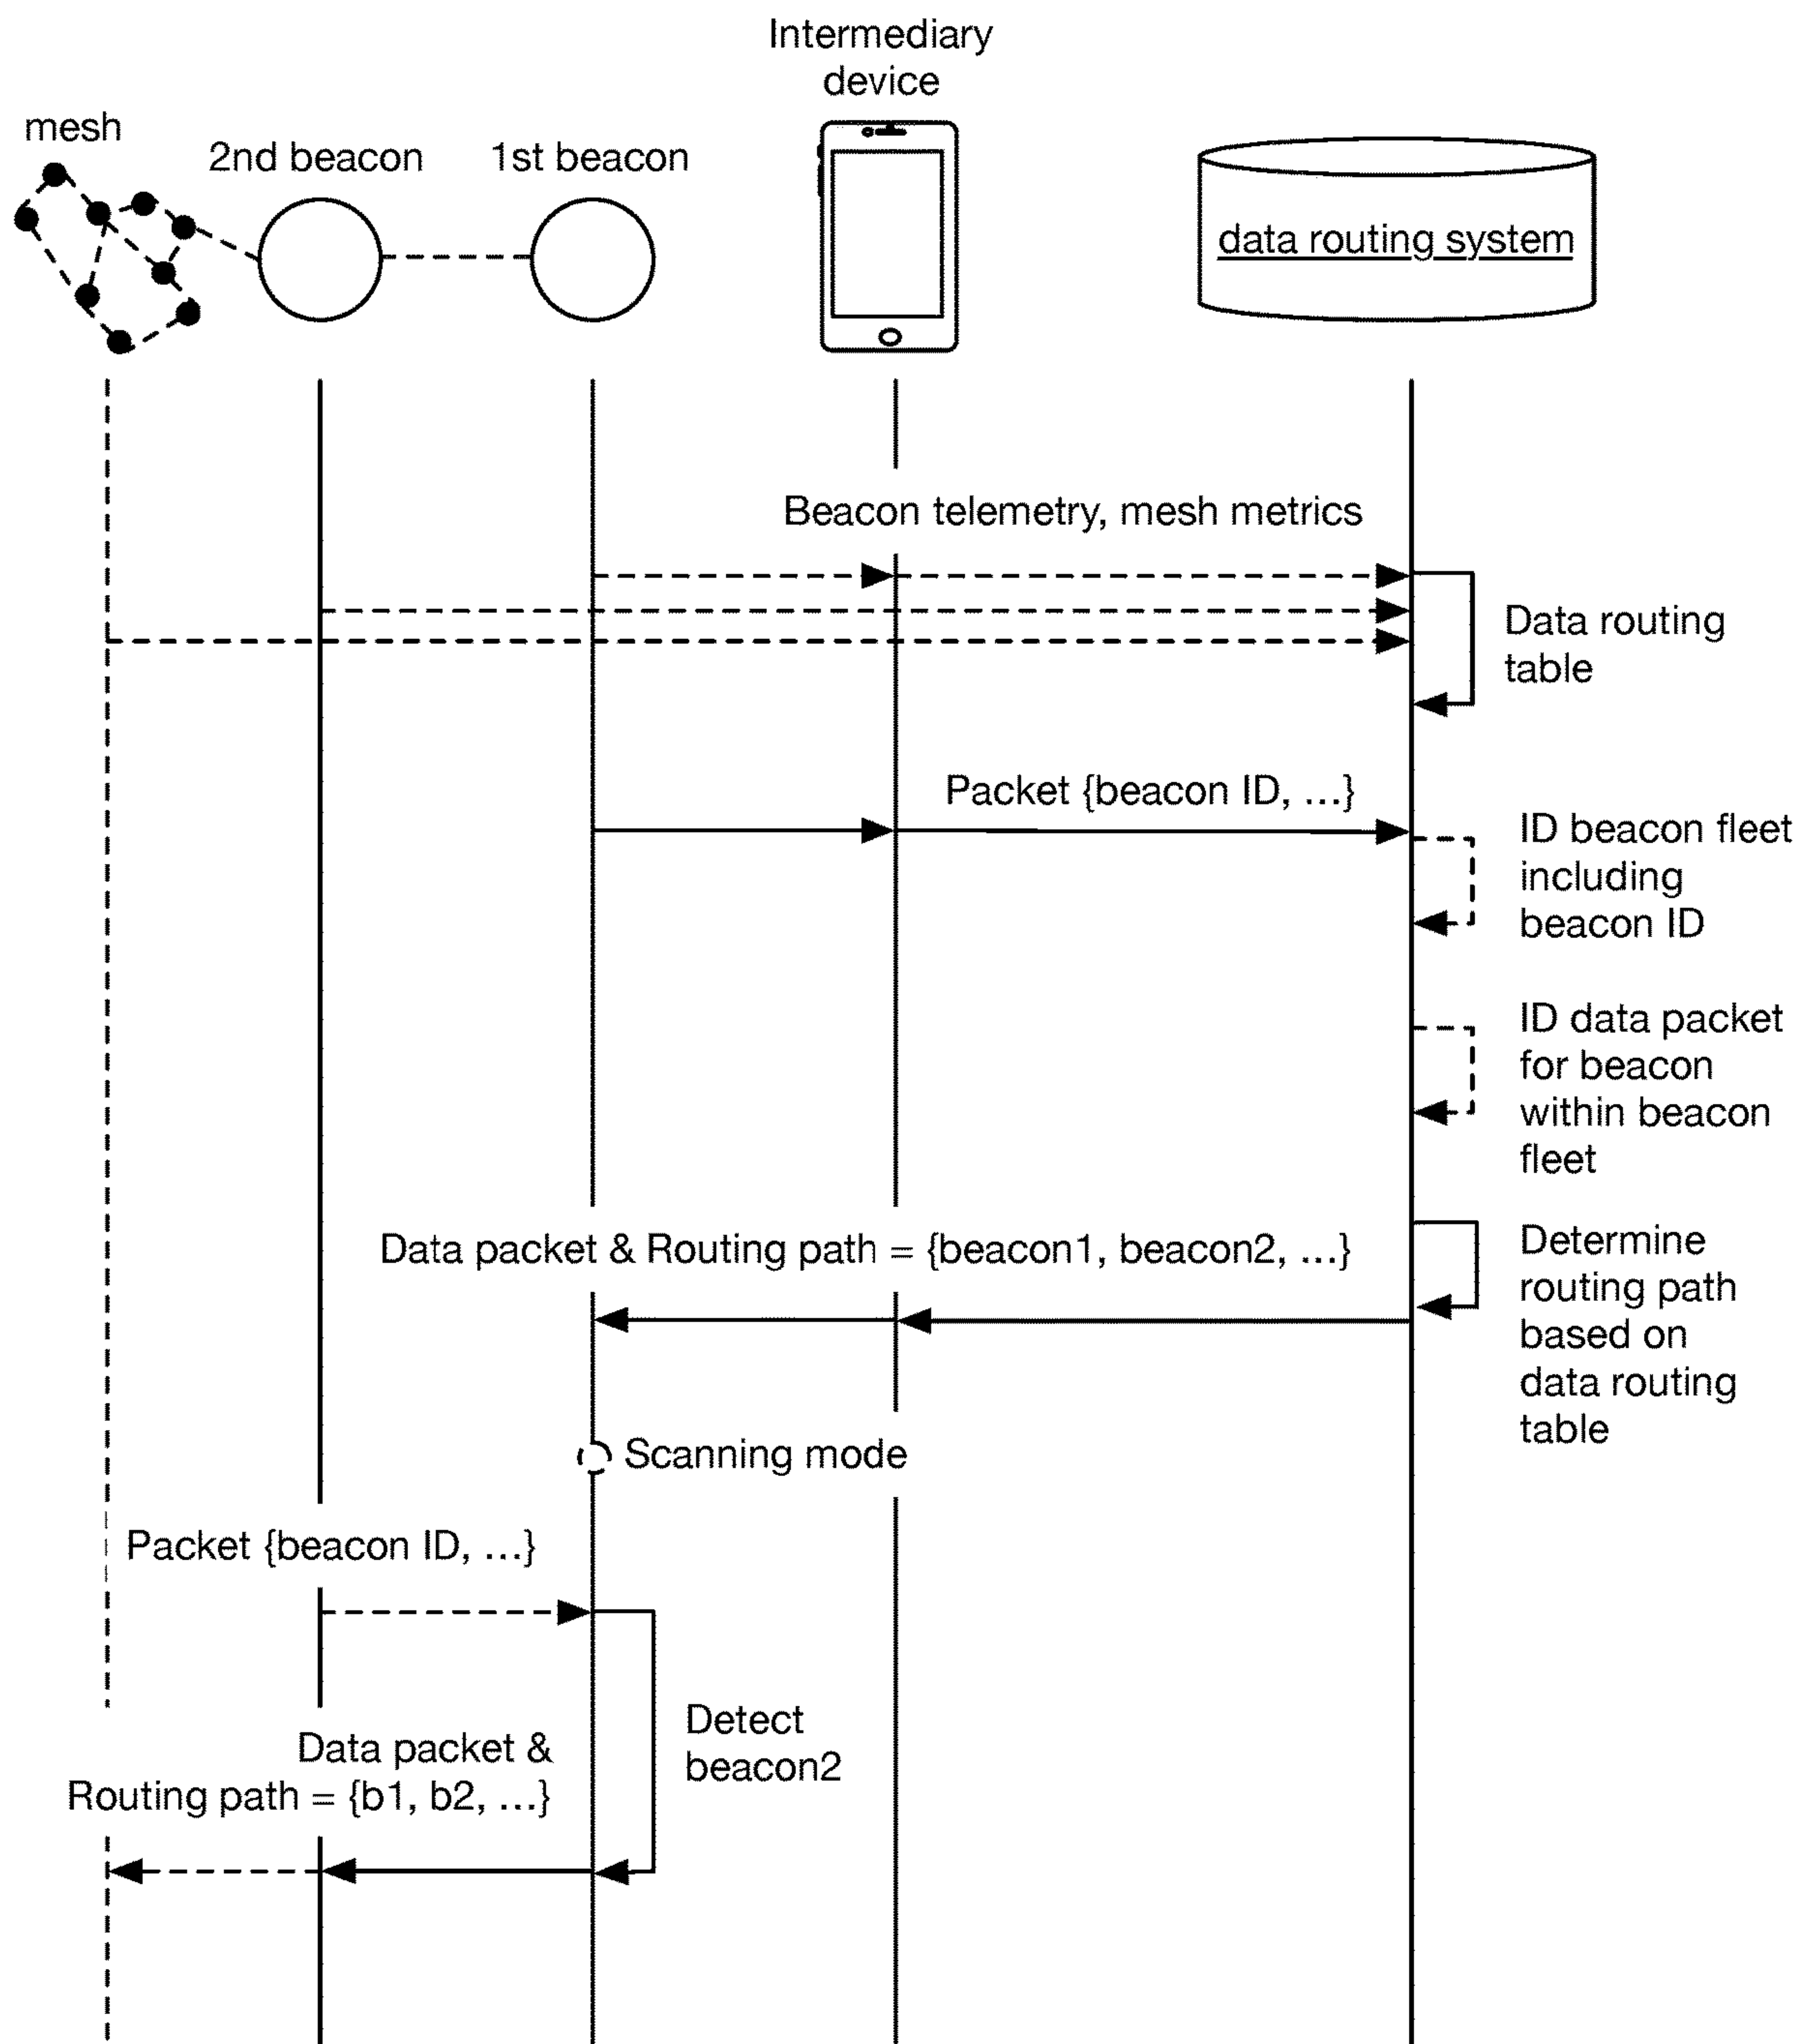 Intermediary
device
mesh
2nd beacon
1st beacon
data routing system
Beacon telemetry, mesh metrics
Data routing
table
Packet {beacon ID, ...}
ID beacon fleet
including
beacon ID
ID data packet
for beacon
within beacon
fleet
Data packet & Routing path = {beacon1, beacon2, ...}
Determine
routing path
based on
data routing
table
Scanning mode
Packet {beacon ID, ...}
Detect
beacon2
Data packet &
Routing path = {b1, b2, ...}